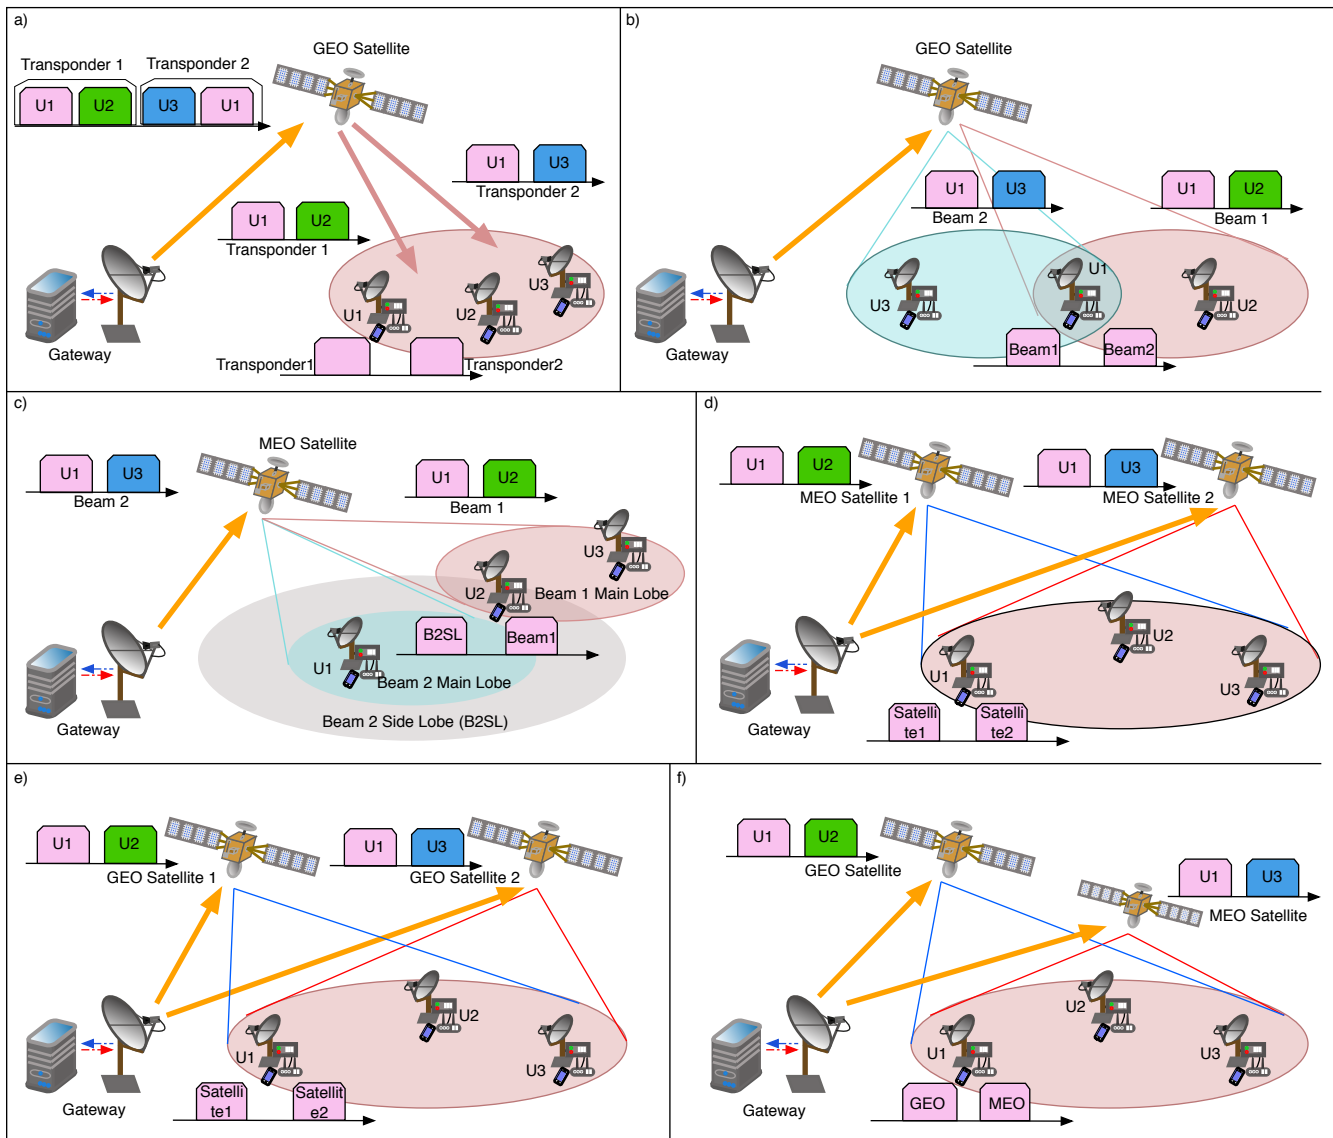 a)
GEO Satellite
Transponder 1
Transponder 2
U1
U2
U3
U1
U1
U3
Transponder 2
U1
U2
Transponder 1
U3
U1
U2
Gateway
Transponder1
Transponder2
b)
GEO Satellite
U1
U3
Beam 2
U1
U2
Beam 1
U1
U3
U2
Gateway
Beam1
Beam2
c)
MEO Satellite
U1
U3
Beam 2
U1
U2
Beam 1
U3
U2
Beam 1 Main Lobe
B2SL
Beam1
U1
Beam 2 Main Lobe
Beam 2 Side Lobe (B2SL)
Gateway
d)
U1
U2
MEO Satellite 1
U1
U3
MEO Satellite 2
U2
U1
U3
Gateway
Satelli
te1
Satelli
te2
e)
U1
U2
GEO Satellite 1
U1
U3
GEO Satellite 2
U2
U1
U3
Gateway
Satelli
te1
Satellit
e2
f)
U1
U2
GEO Satellite
U1
U3
MEO Satellite
U2
U1
U3
Gateway
GEO
MEO